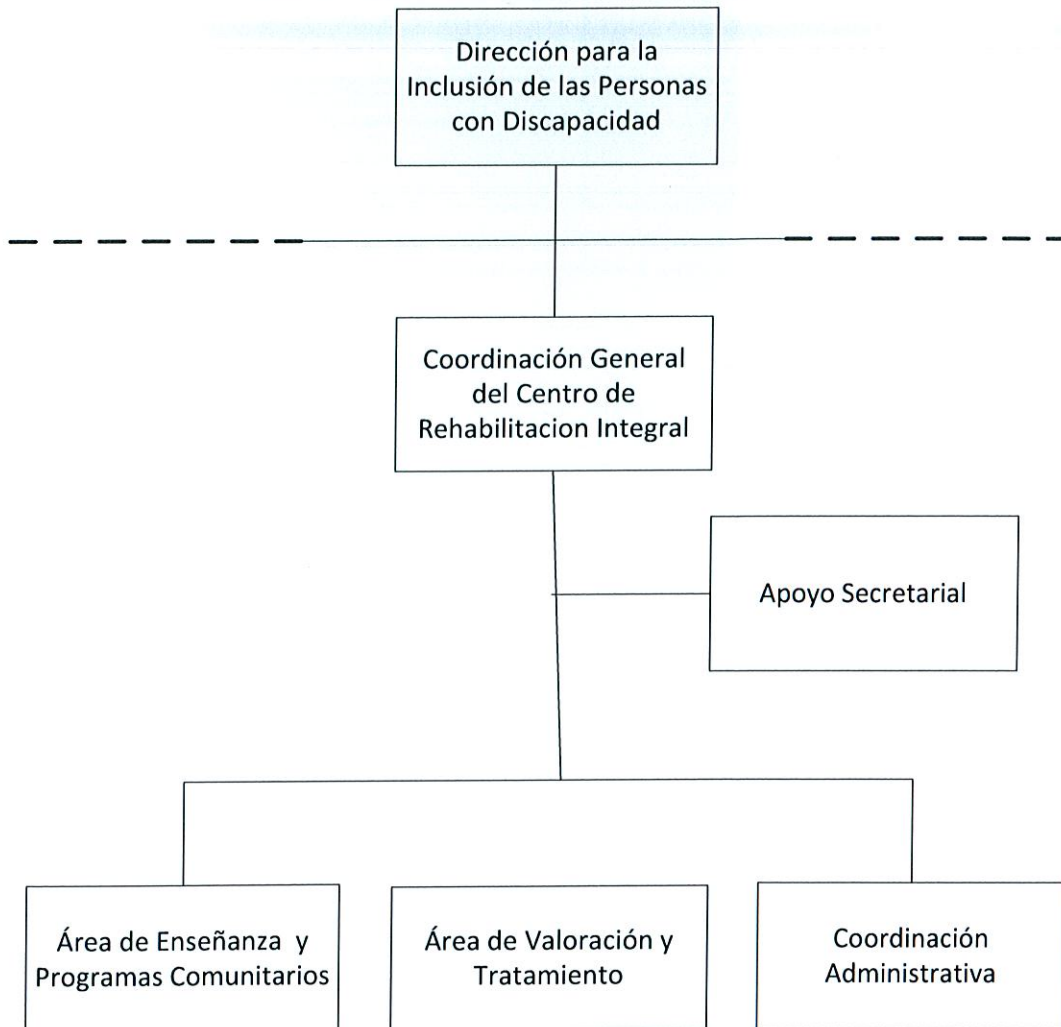 Dirección para la
Inclusión de las Personas
con Discapacidad
Coordinación General
del Centro de
Rehabilitacion Integral
Apoyo Secretarial
Área de Enseñanza y
Programas Comunitarios
Área de Valoración y
Tratamiento
Coordinación
Administrativa